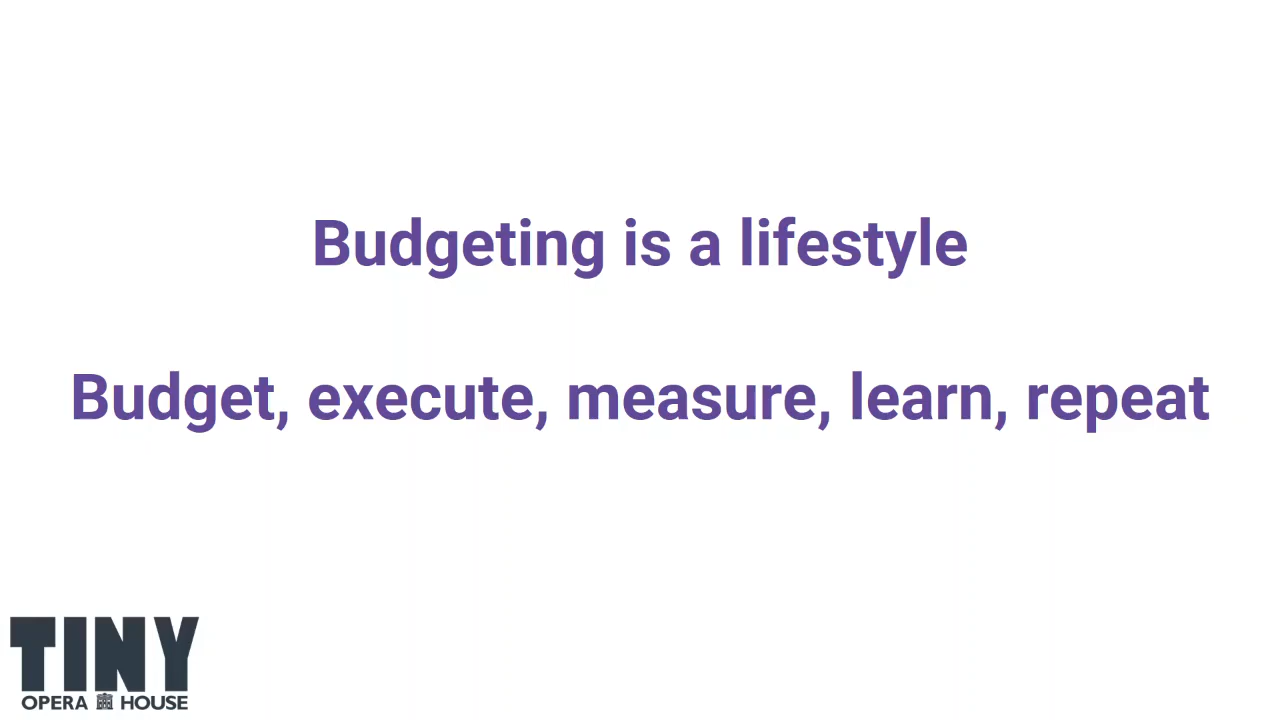 Budgeting is a lifestyle
Budget, execute, measure, learn, repeat
TINY
OPERA HOUSE